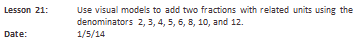 Lesson 21: Use visual models to add two fractions with related units using the
denominators 2, 3, 4, 5, 6, 8, 10, and 12.
Date: 1/5/14